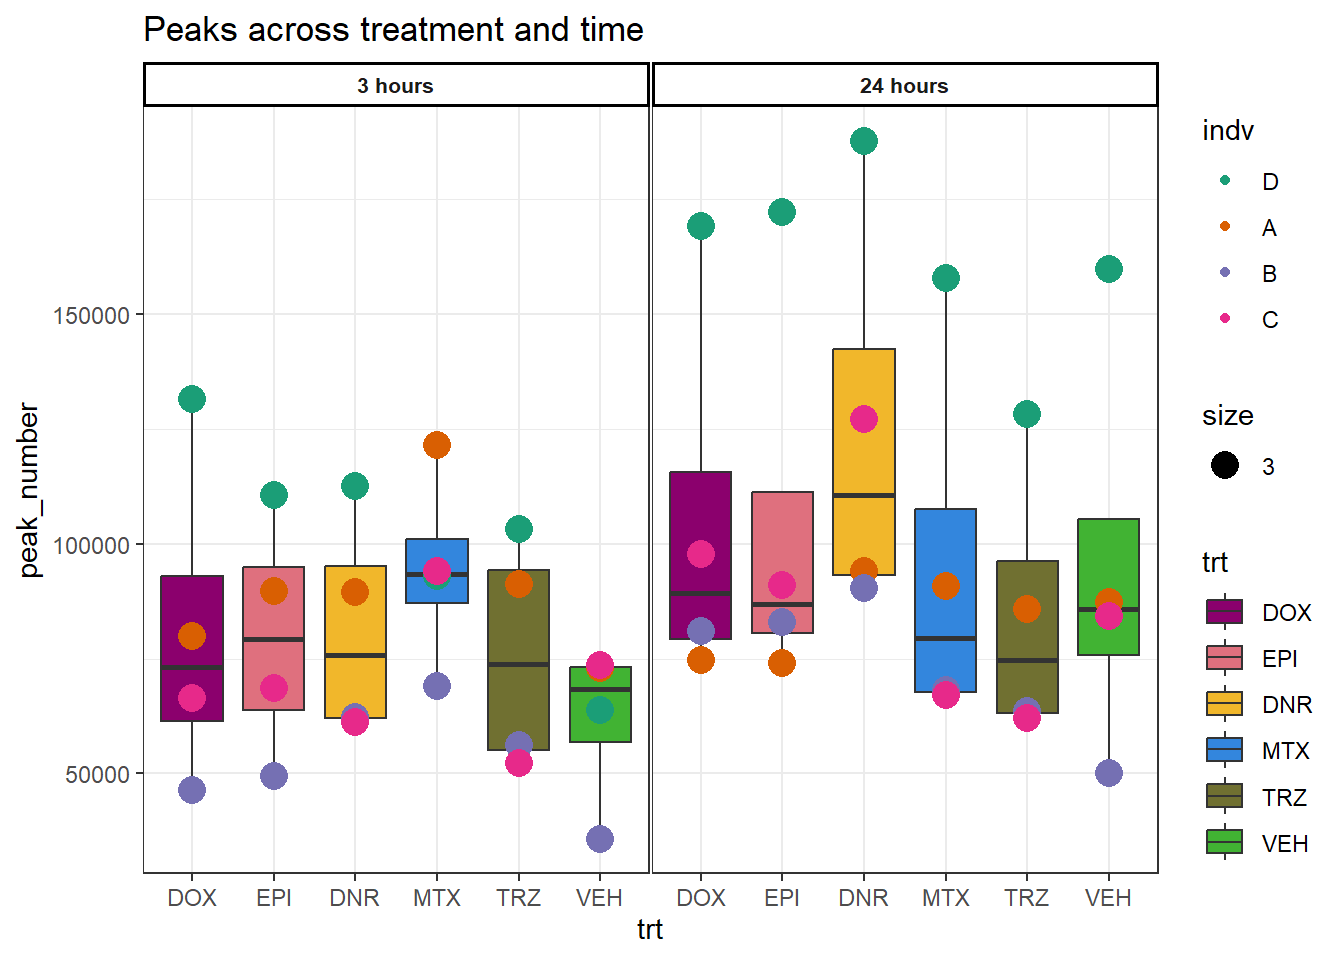 Peaks across treatment and time
3 hours
24 hours
peak_number
150000
100000
50000
DOX EPI DNR MTX TRZ VEH
DOX EPI DNR MTX TRZ VEH
trt
indv
D
A
B
C
size
3
trt
DOX
EPI
DNR
MTX
TRZ
VEH